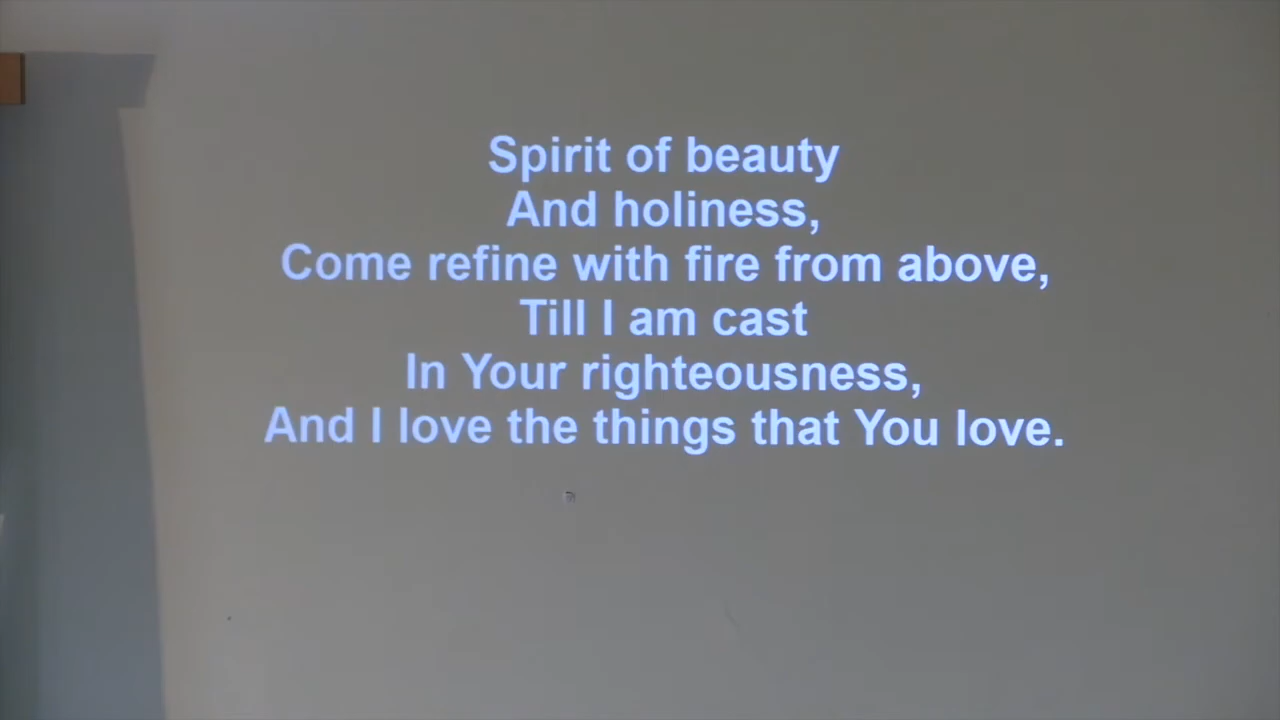 Spirit of beauty
And holiness,
Come refine with fire from above,
Till I am cast
In Your righteousness,
And I love the things that You love.